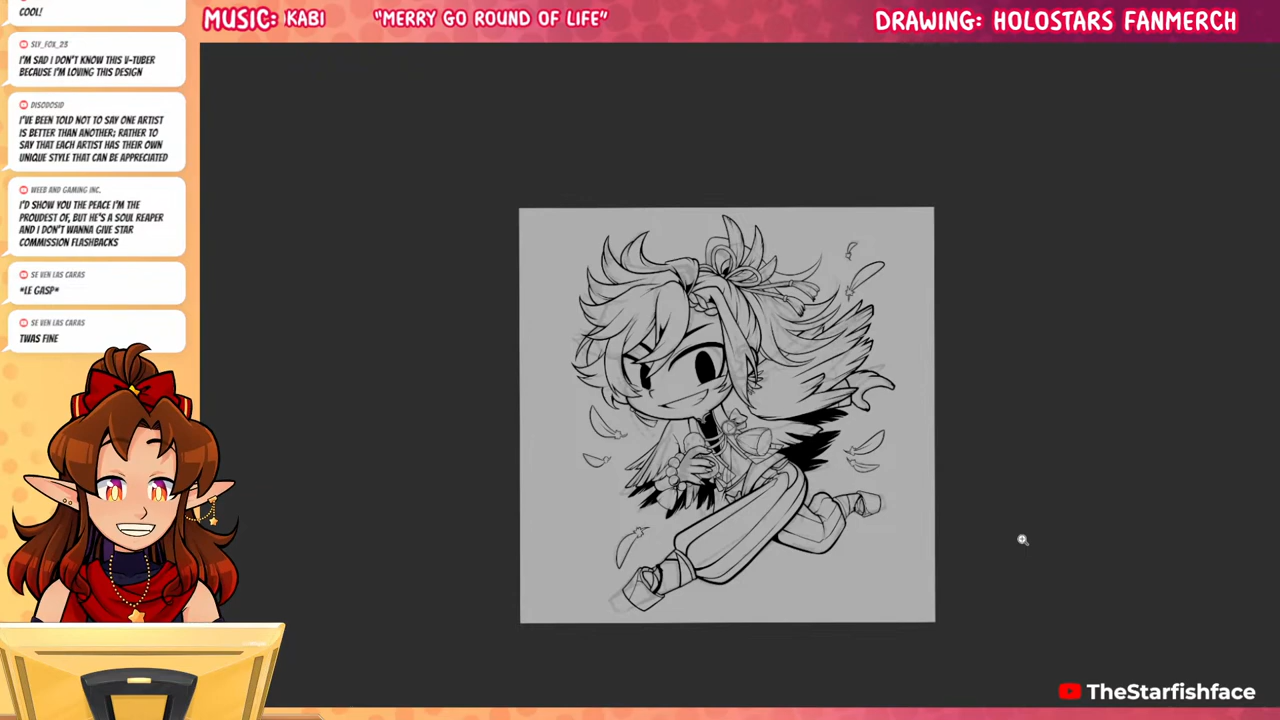 MUSIC: KABI "MERRY GO ROUND OF LIFE" DRAWING: HOLOSTARS FANMERCH
COOL!
SLY_FOX_23
I'M SAD I DON'T KNOW THIS V-TUBER
BECAUSE I'M LOVING THIS DESIGN
DISODOSID
I'VE BEEN TOLD NOT TO SAY ONE ARTIST
IS BETTER THAN ANOTHER; RATHER TO
SAY THAT EACH ARTIST HAS THEIR OWN
UNIQUE STYLE THAT CAN BE APPRECIATED
WEEB AND GAMING INC.
I'D SHOW YOU THE PEACE I'M THE
PROUDEST OF, BUT HE'S A SOUL REAPER
AND I DON'T WANNA GIVE STAR
COMMISSION FLASHBACKS
SE VEN LAS CARAS
*LE GASP*
SE VEN LAS CARAS
TWAS FINE
TheStarfishface